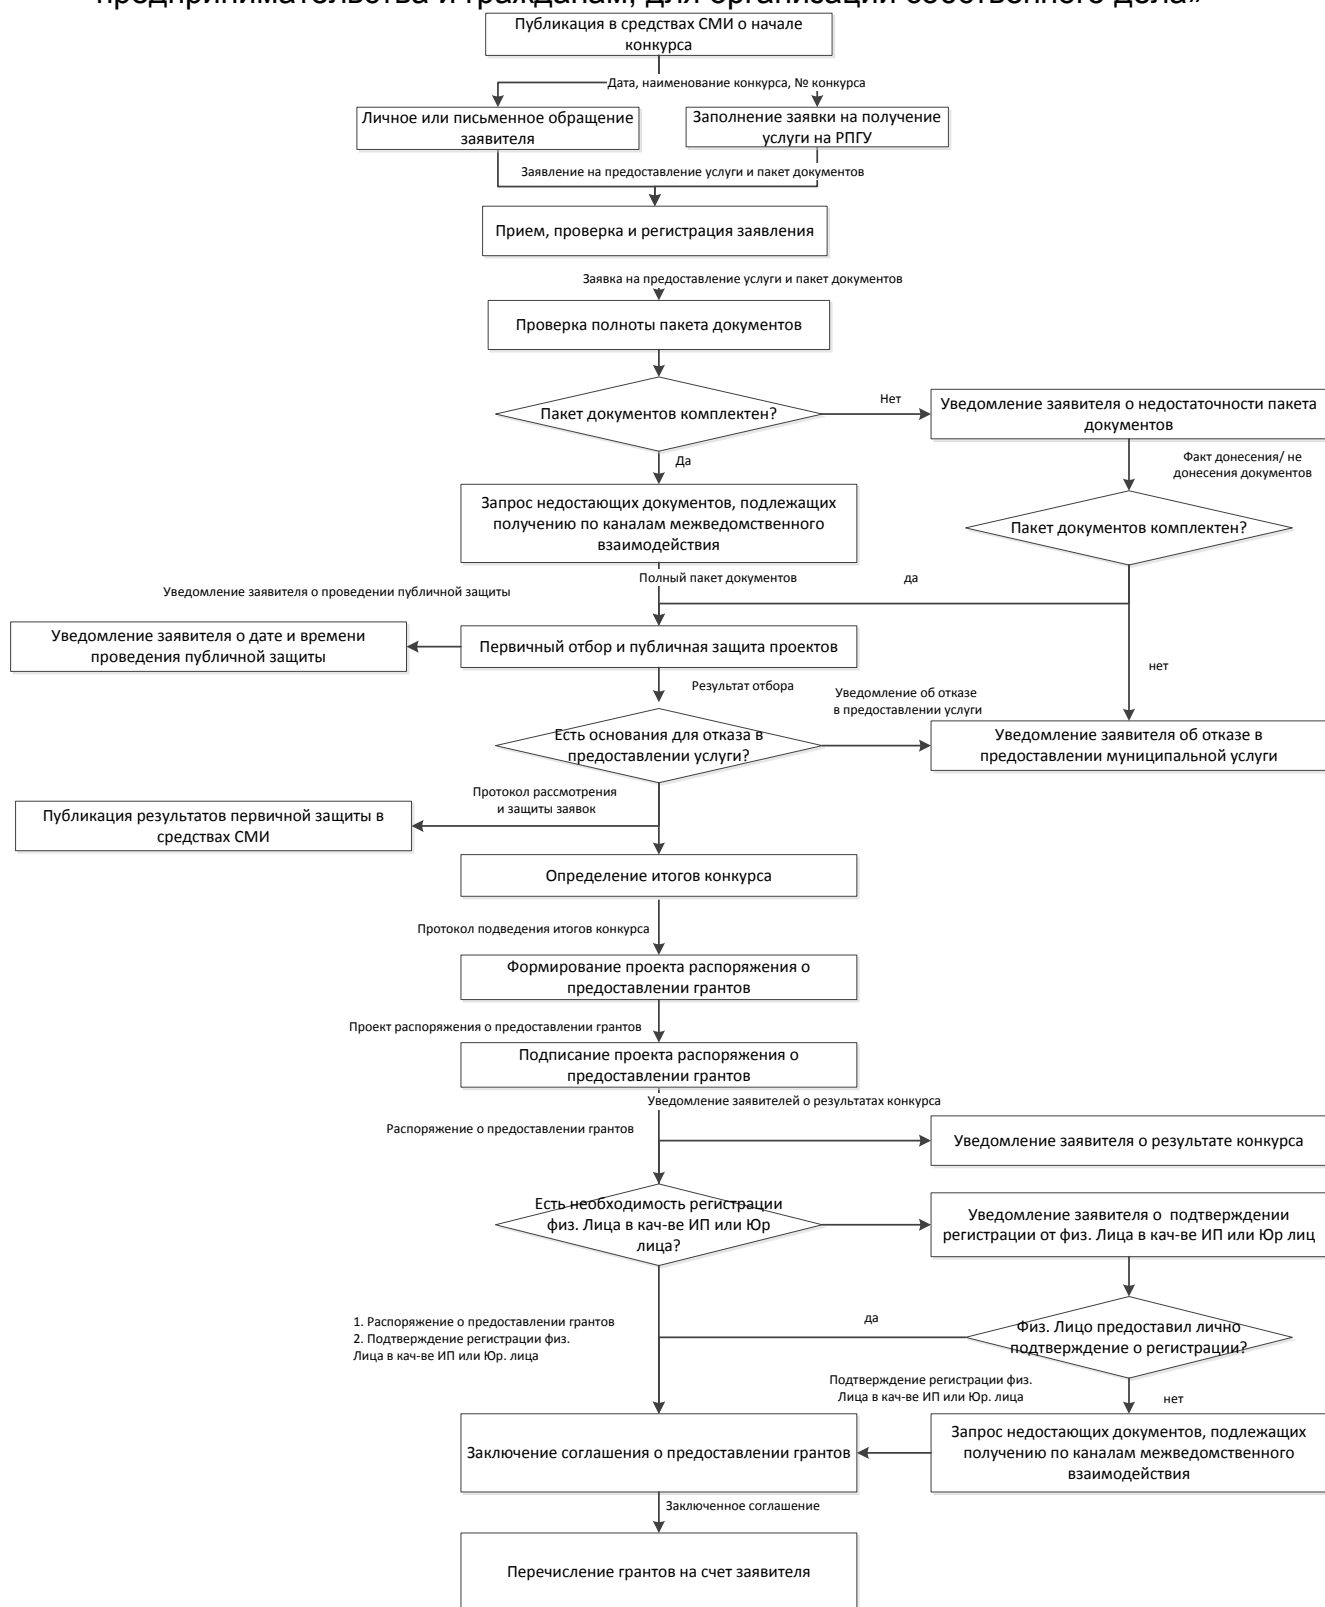 предпринимательства и гражданам, для организации собственного дела»
Публикация в средствах СМИ о начале
конкурса
Дата, наименование конкурса, № конкурса
Личное или письменное обращение
заявителя
Заполнение заявки на получение
услуги на РПГУ
Заявление на предоставление услуги и пакет документов
Прием, проверка и регистрация заявления
Заявка на предоставление услуги и пакет документов
Проверка полноты пакета документов
Пакет документов комплектен?
Нет
Уведомление заявителя о недостаточности пакета
документов
Да
Факт донесения/ не
донесения документов
Запрос недостающих документов, подлежащих
получению по каналам межведомственного
взаимодействия
Пакет документов комплектен?
Полный пакет документов
да
Уведомление заявителя о проведении публичной защиты
Уведомление заявителя о дате и времени
проведения публичной защиты
Первичный отбор и публичная защита проектов
нет
Результат отбора
Уведомление об отказе
в предоставлении услуги
Есть основания для отказа в
предоставлении услуги?
Уведомление заявителя об отказе в
предоставлении муниципальной услуги
Протокол рассмотрения
и защиты заявок
Публикация результатов первичной защиты в
средствах СМИ
Определение итогов конкурса
Протокол подведения итогов конкурса
Формирование проекта распоряжения о
предоставлении грантов
Проект распоряжения о предоставлении грантов
Подписание проекта распоряжения о
предоставлении грантов
Уведомление заявителей о результатах конкурса
Распоряжение о предоставлении грантов
Уведомление заявителя о результате конкурса
Есть необходимость регистрации
физ. Лица в кач-ве ИП или Юр
лица?
Уведомление заявителя о  подтверждении
регистрации от физ. Лица в кач-ве ИП или Юр лиц
1. Распоряжение о предоставлении грантов
2. Подтверждение регистрации физ.
Лица в кач-ве ИП или Юр. лица
да
Физ. Лицо предоставил лично
подтверждение о регистрации?
Подтверждение регистрации физ.
Лица в кач-ве ИП или Юр. лица
нет
Заключение соглашения о предоставлении грантов
Запрос недостающих документов, подлежащих
получению по каналам межведомственного
взаимодействия
Заключенное соглашение
Перечисление грантов на счет заявителя